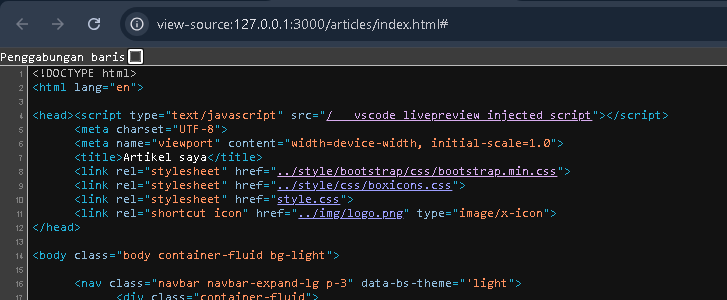 view-source:127.0.0.1:3000/articles/index.html#
Penggabungan baris
1 <!DOCTYPE html>
2 <html lang="en">
3
4 <head><script type="text/javascript" src="/___vscode_livepreview_injected_script"></script>
5 <meta charset="UTF-8">
6 <meta name="viewport" content="width=device-width, initial-scale=1.0">
7 <title>Artikel saya</title>
8 <link rel="stylesheet" href="../style/bootstrap/css/bootstrap.min.css">
9 <link rel="stylesheet" href="../style/css/boxicons.css">
10 <link rel="stylesheet" href="style.css">
11 <link rel="shortcut icon" href="../img/logo.png" type="image/x-icon">
12 </head>
13
14 <body class="body container-fluid bg-light">
15
16 <nav class="navbar navbar-expand-lg p-3" data-bs-theme="'light">
17 <div class="container-fluid">